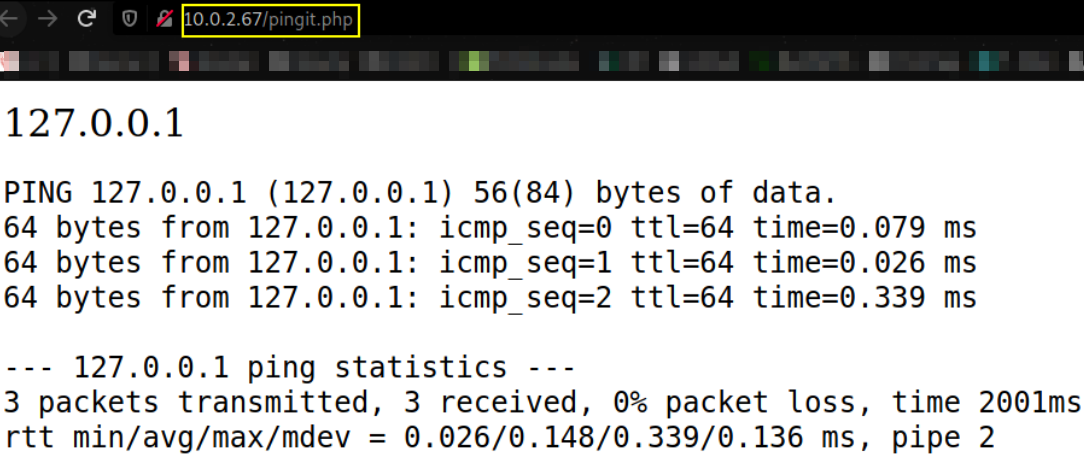 10.0.2.67/pingit.php
127.0.0.1
PING 127.0.0.1 (127.0.0.1) 56(84) bytes of data.
64 bytes from 127.0.0.1: icmp_seq=0 ttl=64 time=0.079 ms
64 bytes from 127.0.0.1: icmp_seq=1 ttl=64 time=0.026 ms
64 bytes from 127.0.0.1: icmp_seq=2 ttl=64 time=0.339 ms
--- 127.0.0.1 ping statistics ---
3 packets transmitted, 3 received, 0% packet loss, time 2001ms
rtt min/avg/max/mdev = 0.026/0.148/0.339/0.136 ms, pipe 2